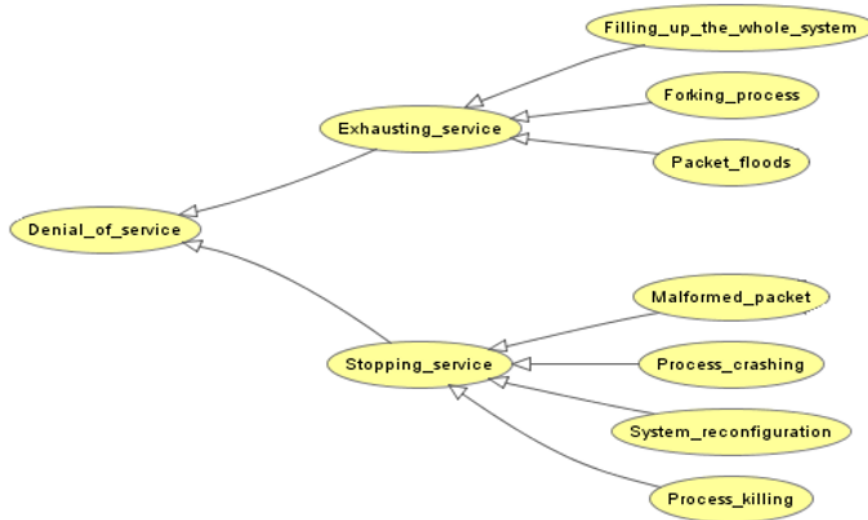 Filling_up_the_whole_system
Forking_process
Exhausting_service
Packet_floods
Denial_of_service
Malformed_packet
Stopping_service
Process_crashing
System_reconfiguration
Process_killing